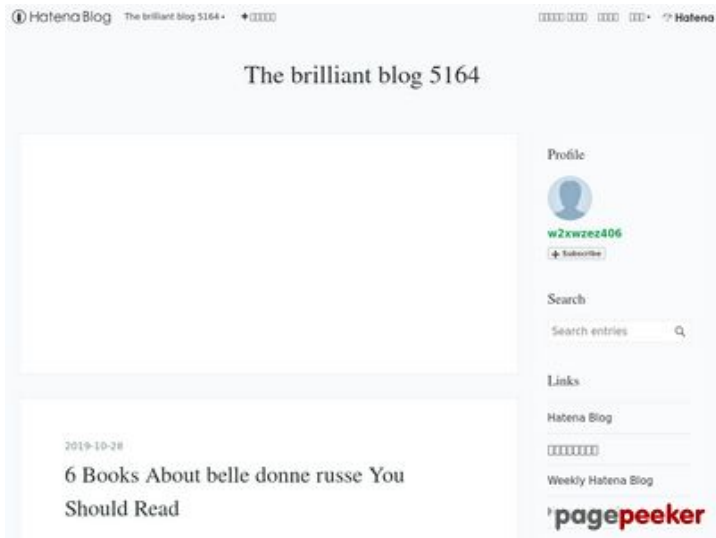 Hatena Blog The brilliant blog 5164 Hatena
The brilliant blog 5164
Profile
w2xwzez406
Subscribe
Search
Search entries
Links
Hatena Blog
Weekly Hatena Blog
2019-10-28
6 Books About belle donne russe You
Should Read
pagepeeker